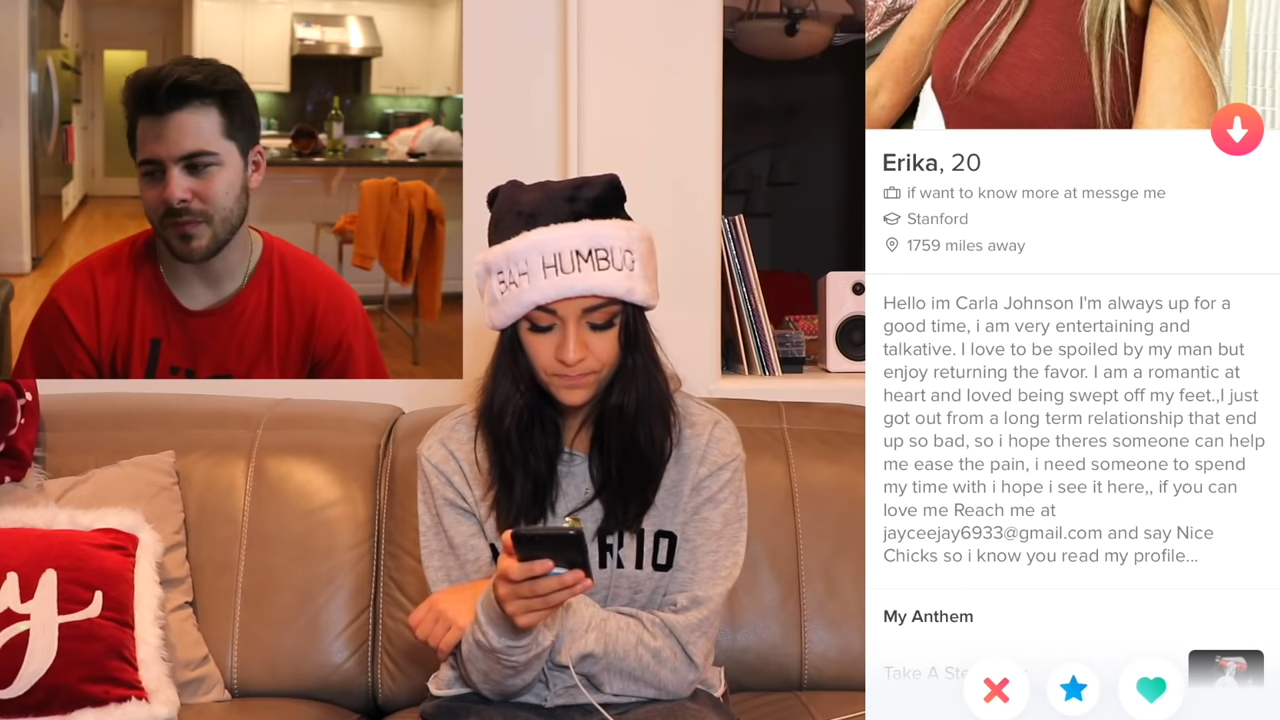 BAH HUMBUG
RIO
y
Erika, 20
if want to know more at messge me
Stanford
1759 miles away
Hello im Carla Johnson I'm always up for a
good time, i am very entertaining and
talkative. I love to be spoiled by my man but
enjoy returning the favor. I am a romantic at
heart and loved being swept off my feet.,I just
got out from a long term relationship that end
up so bad, so i hope theres someone can help
me ease the pain, i need someone to spend
my time with i hope i see it here,, if you can
love me Reach me at
jayceejay6933@gmail.com and say Nice
Chicks so i know you read my profile...
My Anthem
Take A